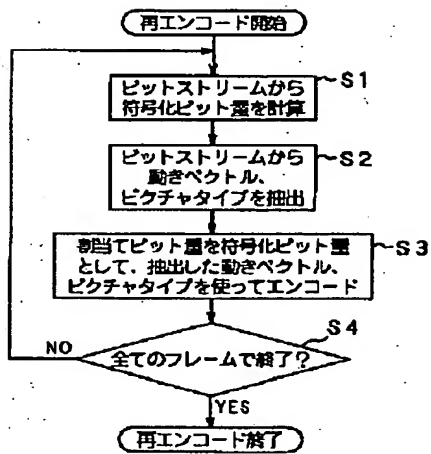 再エンコード開始
ビットストリームから
符号化ビット量を計算
S1
ビットストリームから
動きベクトル、
ピクチャタイプを抽出
S2
割当てビット量を符号化ビット量
として、抽出した動きベクトル、
ピクチャタイプを使ってエンコード
S3
S4
全てのフレームで終了？
NO
YES
再エンコード終了